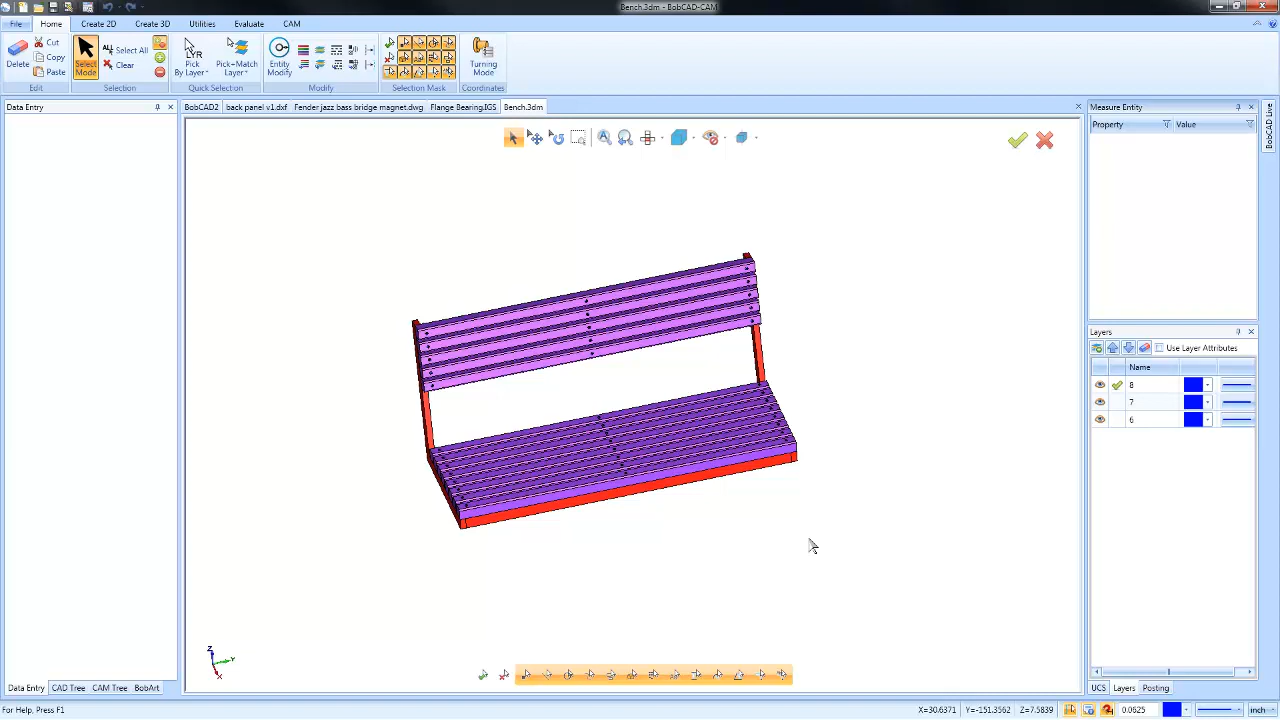 Bench.3dm - BobCAD-CAM
File Home Create 2D Create 3D Utilities Evaluate CAM
Delete Cut Copy Paste
Select Mode Select All Clear
LYR Pick By Layer Pick-Match Layer
Entity Modify
Turning Mode
Edit Selection Quick Selection Modify Selection Mask Coordinates
Data Entry
BobCAD2 back panel v1.dxf Fender jazz bass bridge magnet.dwg Flange Bearing.IGS Bench.3dm
Measure Entity
Property Value
BobCAD Live
Layers
Use Layer Attributes
Name
8
7
6
Z
Y
X
Data Entry CAD Tree CAM Tree BobArt
UCS Layers Posting
For Help, Press F1
X=30.6371 Y=-151.3562 Z=7.5839 0.0625 inch